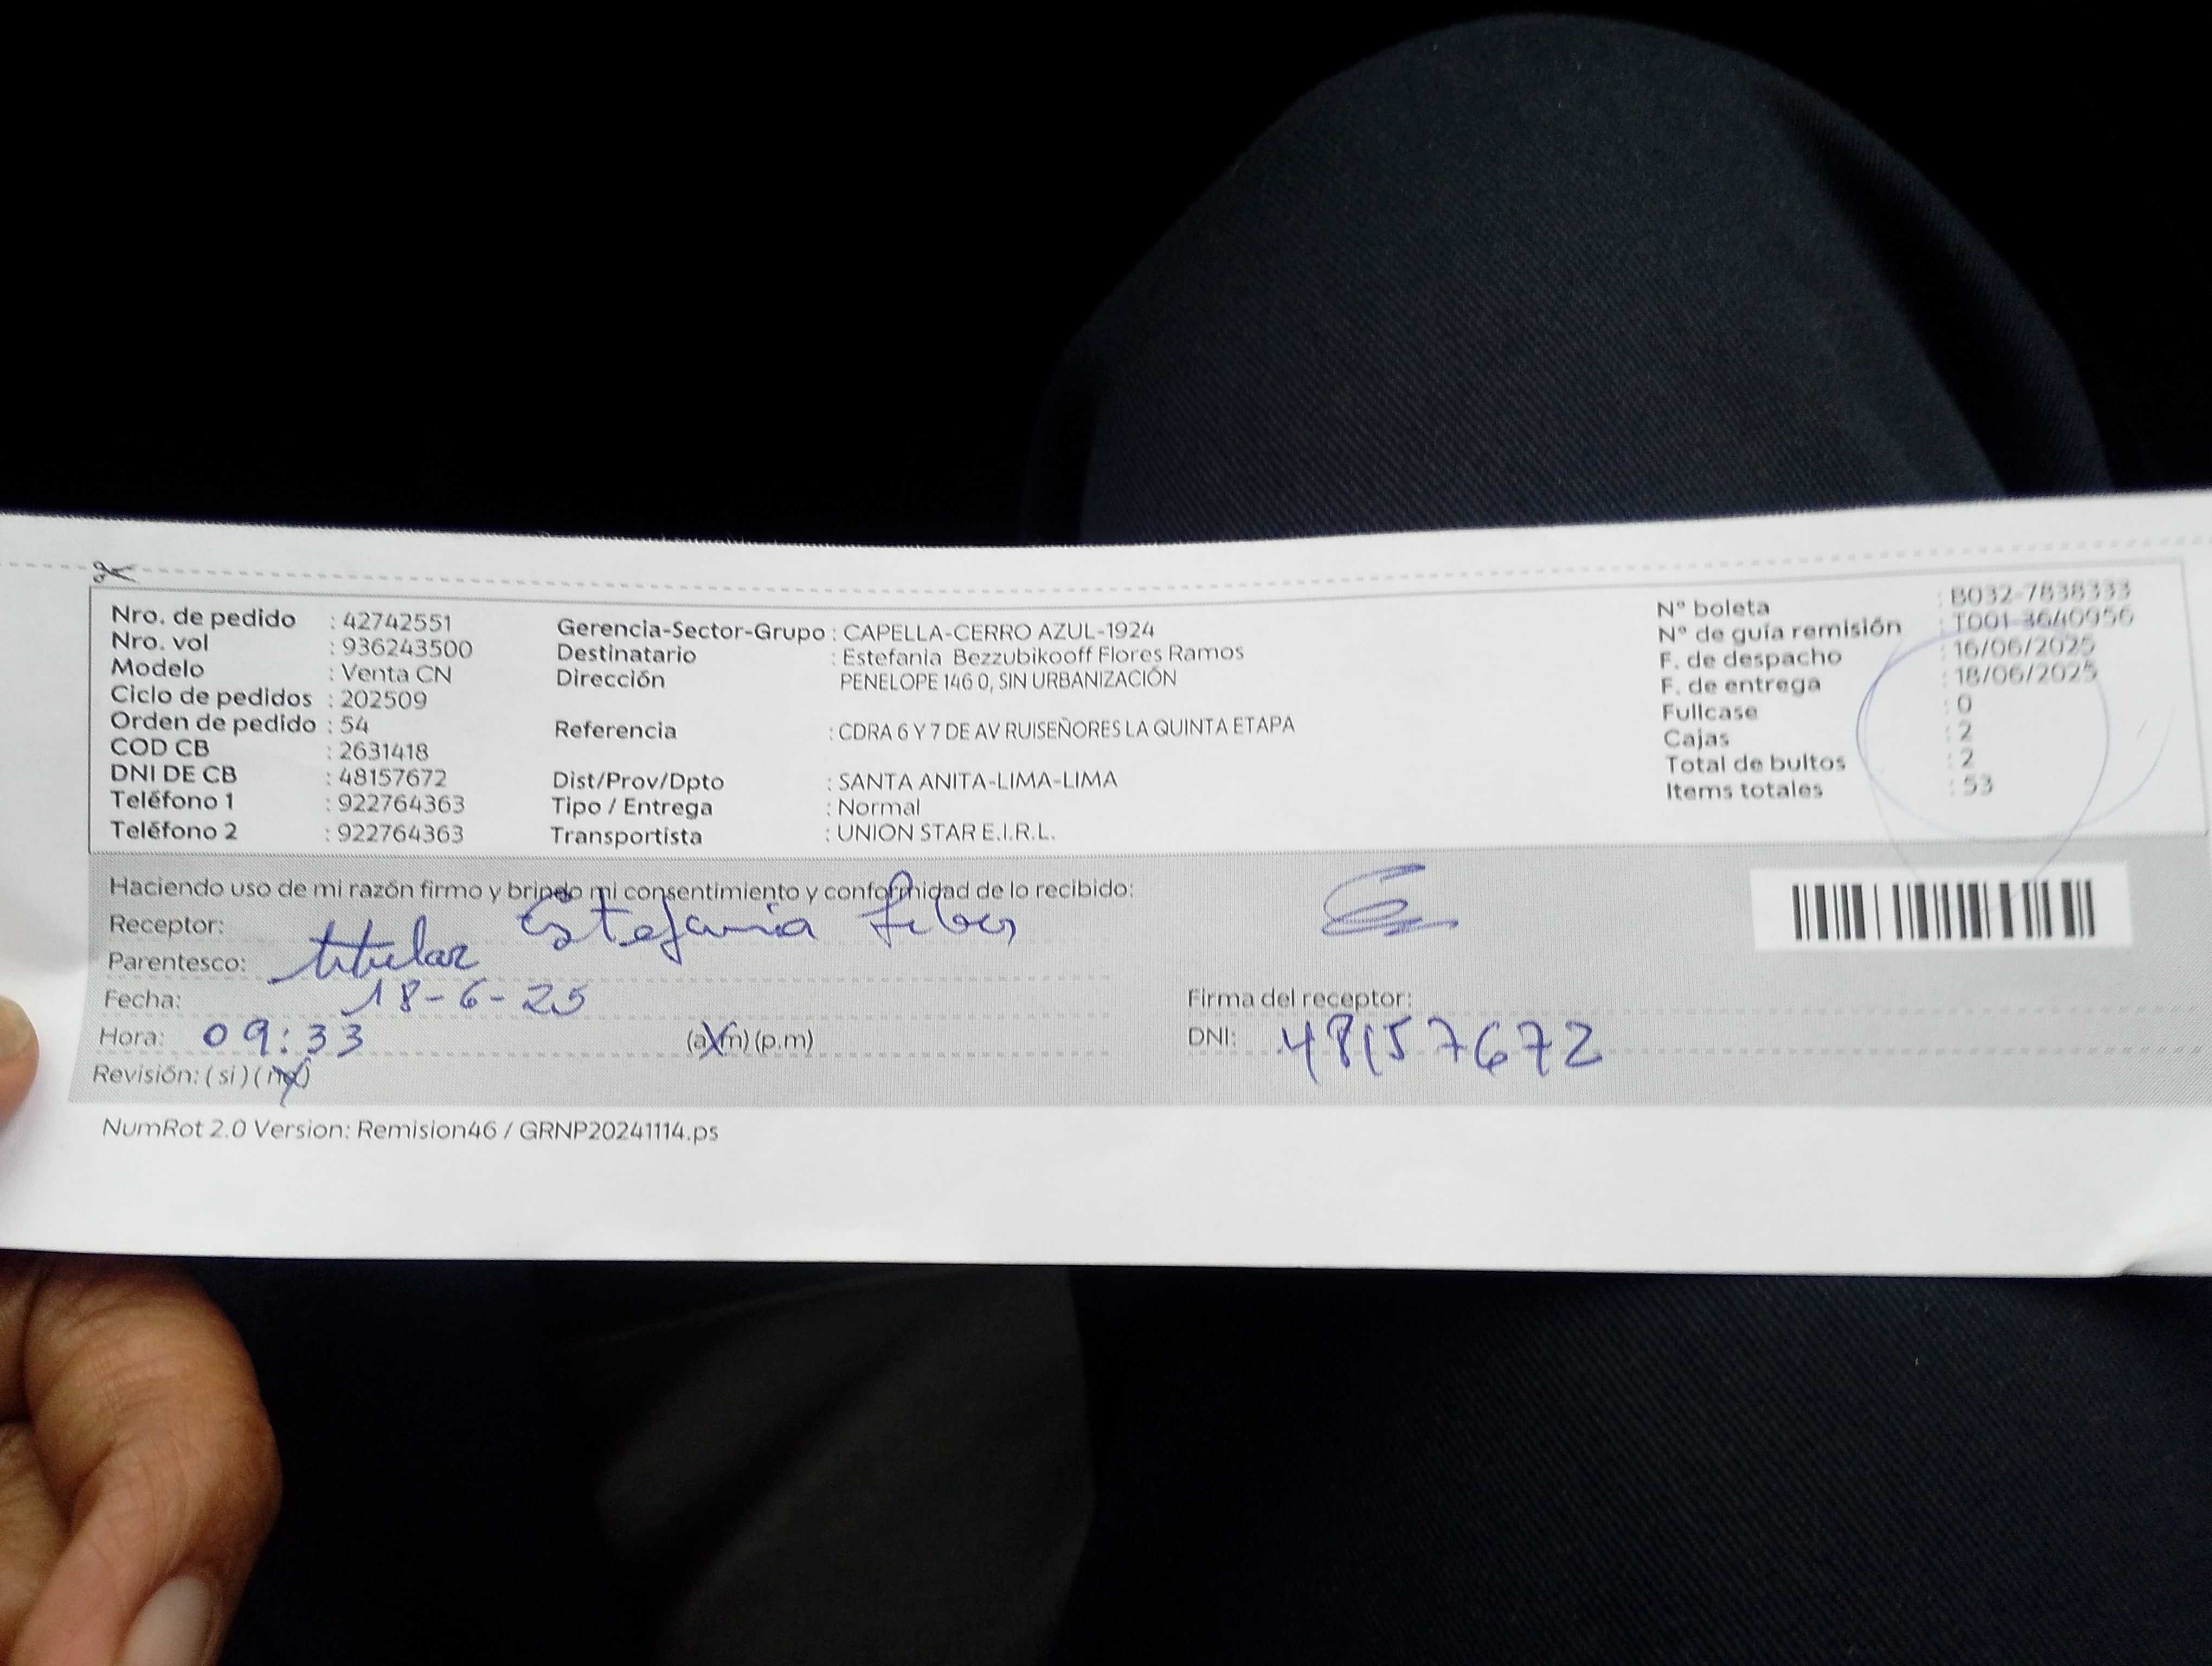 Nro. de pedido : 42742551
Nro. vol : 936243500
Modelo : Venta CN
Ciclo de pedidos : 202509
Orden de pedido : 54
COD CB : 2631418
DNI DE CB : 48157672
Teléfono 1 : 922764363
Teléfono 2 : 922764363
Gerencia-Sector-Grupo : CAPELLA-CERRO AZUL-1924
Destinatario : Estefania Bezzubikooff Flores Ramos
Dirección PENELOPE 146 0, SIN URBANIZACIÓN
Referencia : CDRA 6 Y 7 DE AV RUISEÑORES LA QUINTA ETAPA
Dist/Prov/Dpto : SANTA ANITA-LIMA-LIMA
Tipo / Entrega : Normal
Transportista : UNION STAR E.I.R.L.
N° boleta : B032-7838333
N° de guía remisión : T001-3640956
F. de despacho : 16/06/2025
F. de entrega : 18/06/2025
Fullcase : 0
Cajas : 2
Total de bultos : 2
Items totales : 53
Haciendo uso de mi razón firmo y brindo mi consentimiento y conformidad de lo recibido:
Receptor: Estefania
Parentesco: titular
Fecha: 18-6-25
Hora: 09:33 (a.m) (p.m)
Revisión: ( si ) ( no )
Firma del receptor:
DNI: 48157672
NumRot 2.0 Version: Remision46 / GRNP20241114.ps